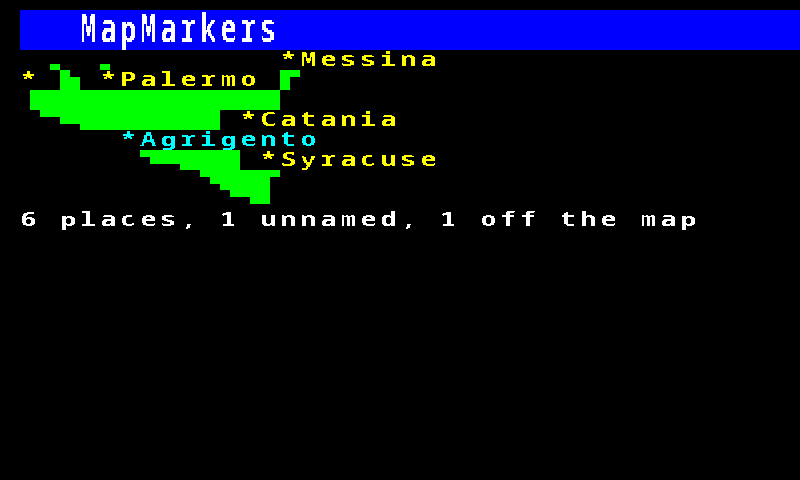 MapMarkers
*Messina
* *Palermo
*Catania
*Agrigento
*Syracuse
6 places, 1 unnamed, 1 off the map